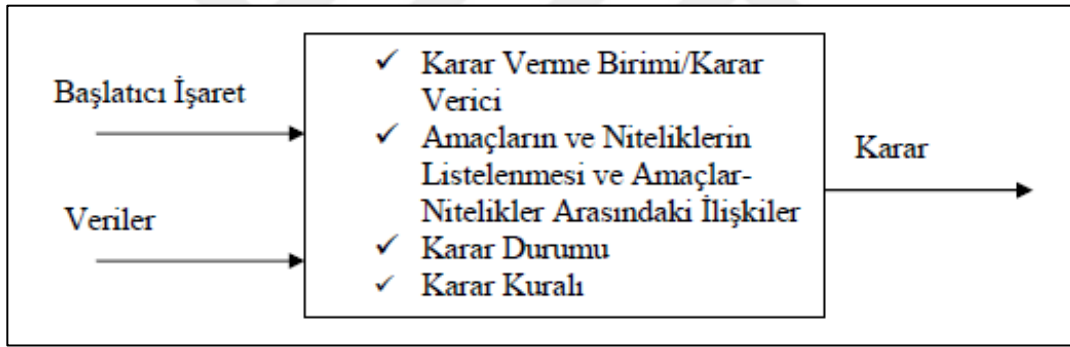 Başlatıcı İşaret
Veriler
✓ Karar Verme Birimi/Karar
Verici
✓ Amaçların ve Niteliklerin
Listelenmesi ve Amaçlar-
Nitelikler Arasındaki İlişkiler
✓ Karar Durumu
✓ Karar Kuralı
Karar